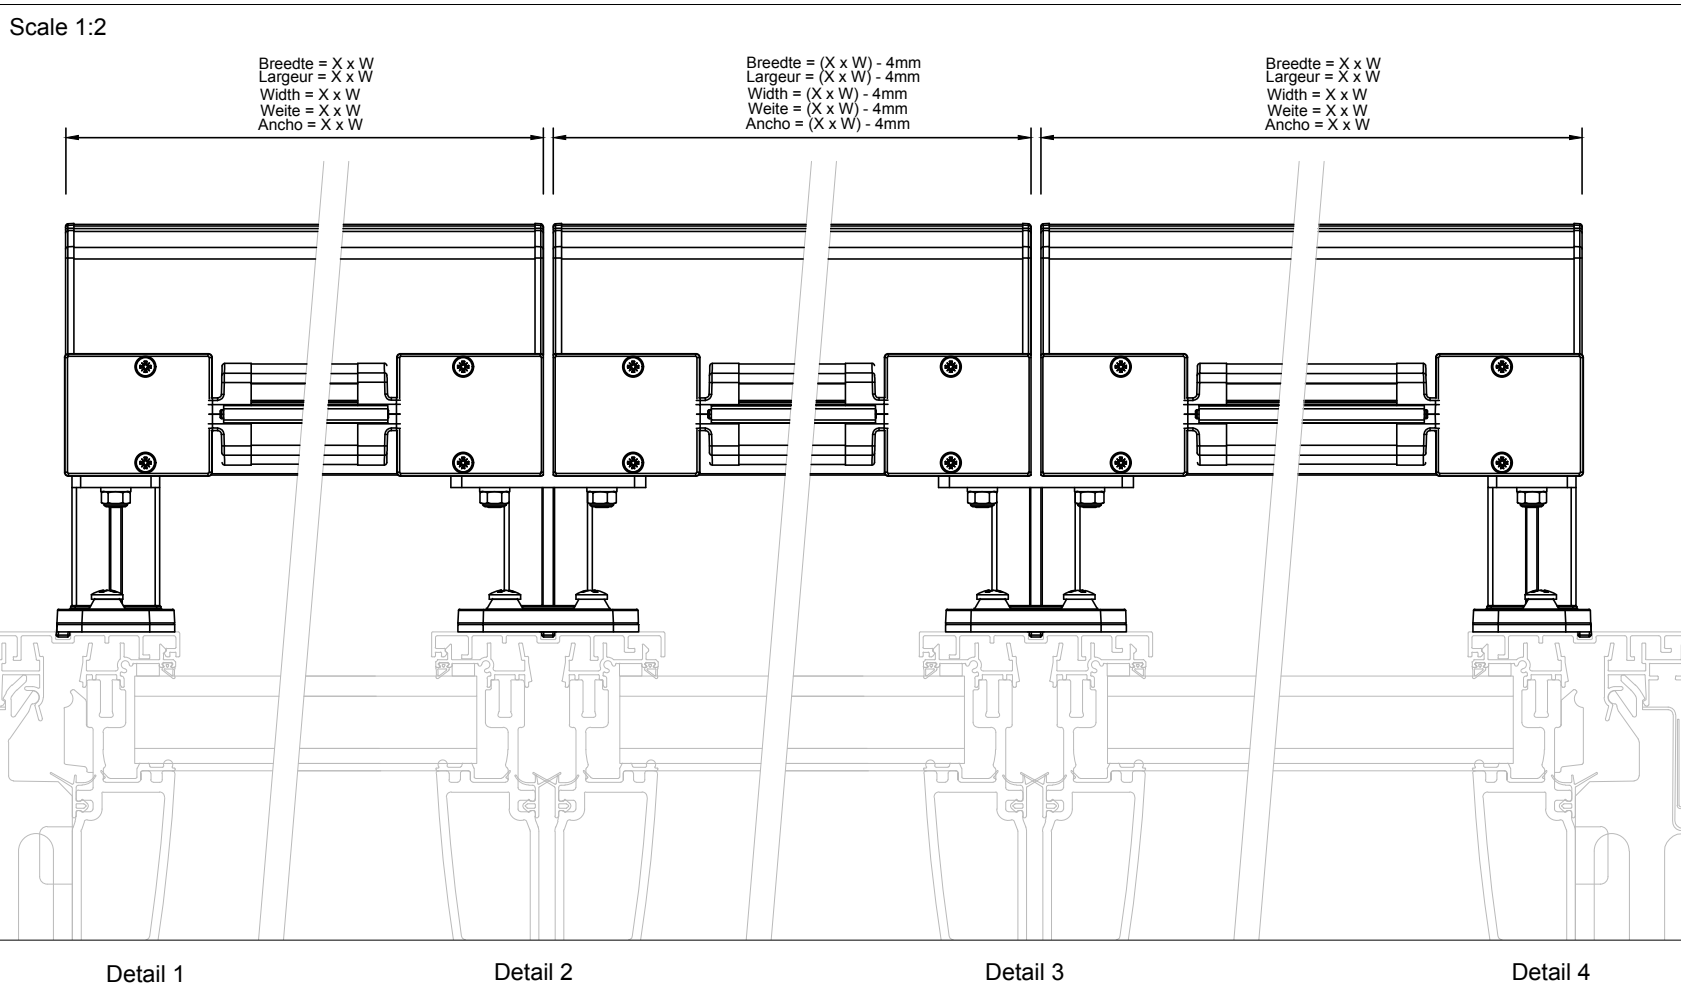 Scale 1:2
Breedte = X x W
Largeur = X x W
Width = X x W
Weite = X x W
Ancho = X x W
Breedte = (X x W) - 4mm
Largeur = (X x W) - 4mm
Width = (X x W) - 4mm
Weite = (X x W) - 4mm
Ancho = (X x W) - 4mm
Breedte = X x W
Largeur = X x W
Width = X x W
Weite = X x W
Ancho = X x W
Detail 1
Detail 2
Detail 3
Detail 4